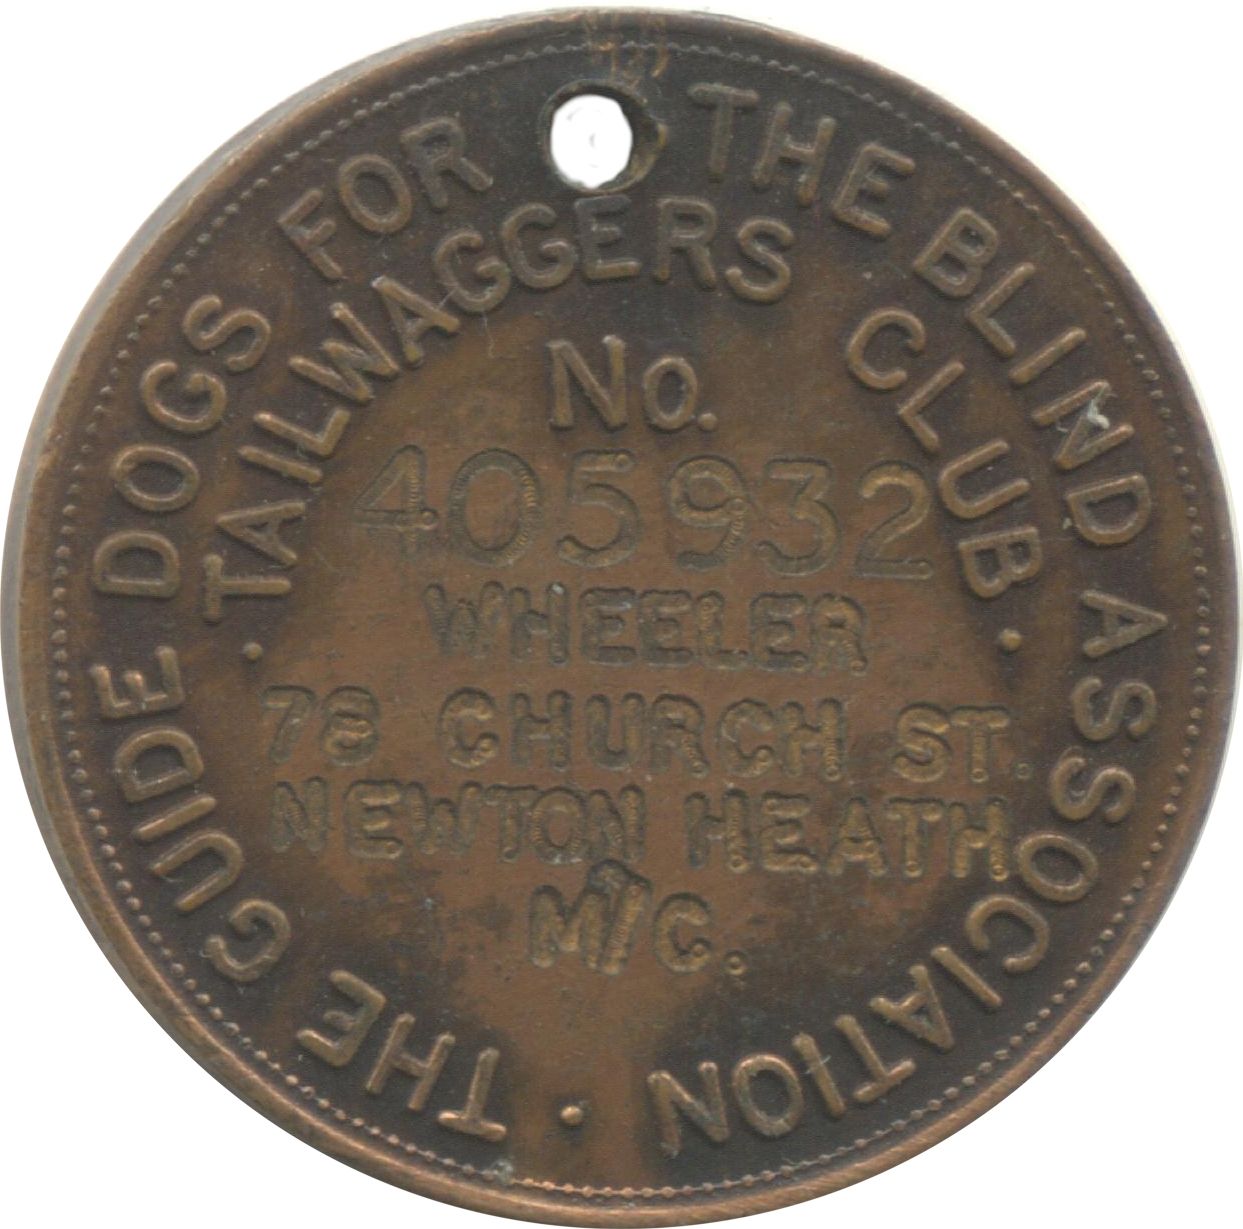 THE GUIDE DOGS FOR THE BLIND ASSOCIATION ·
· TAILWAGGERS CLUB ·
No.
405932
WHEELER
78 CHURCH ST.
NEWTON HEATH
M/C.